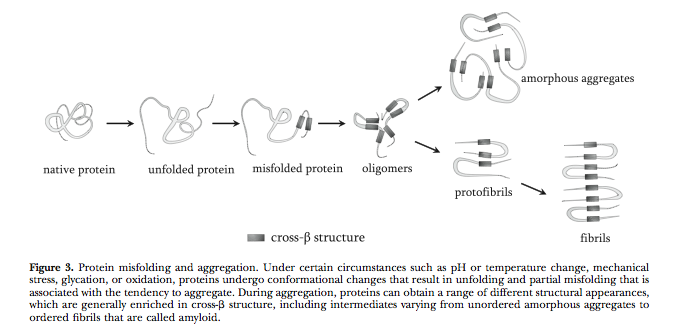 amorphous aggregates
native protein
unfolded protein
misfolded protein
oligomers
protofibrils
fibrils
cross-β structure
Figure 3. Protein misfolding and aggregation. Under certain circumstances such as pH or temperature change, mechanical
stress, glycation, or oxidation, proteins undergo conformational changes that result in unfolding and partial misfolding that is
associated with the tendency to aggregate. During aggregation, proteins can obtain a range of different structural appearances,
which are generally enriched in cross-β structure, including intermediates varying from unordered amorphous aggregates to
ordered fibrils that are called amyloid.